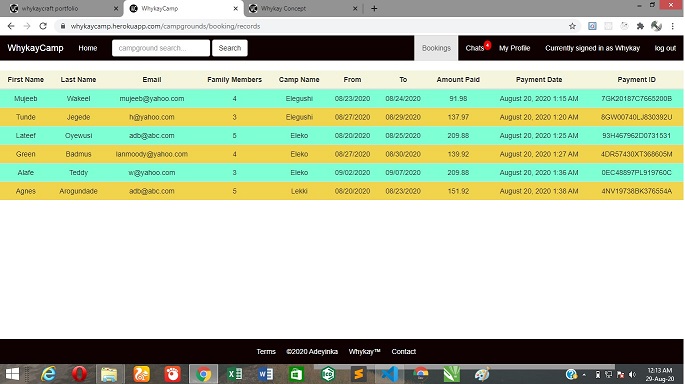 whykaycraft portfolio WhykayCamp Whykay Concept
whykaycamp.herokuapp.com/campgrounds/booking/records
WhykayCamp Home campground search... Search Bookings Chats My Profile Currently signed in as Whykay log out
First Name Last Name Email Family Members Camp Name From To Amount Paid Payment Date Payment ID
Mujeeb Wakeel mujeeb@yahoo.com 4 Elegushi 08/23/2020 08/24/2020 91.98 August 20, 2020 1:15 AM 7GK20187C7665200B
Tunde Jegede h@yahoo.com 3 Elegushi 08/27/2020 08/29/2020 137.97 August 20, 2020 1:20 AM 8GW00740LJ830392U
Lateef Oyewusi adb@abc.com 5 Eleko 08/20/2020 08/25/2020 209.88 August 20, 2020 1:25 AM 93H467962D0731531
Green Badmus lanmoody@yahoo.com 4 Eleko 08/27/2020 08/30/2020 139.92 August 20, 2020 1:27 AM 4DR57430XT368605M
Alafe Teddy w@yahoo.com 3 Eleko 09/02/2020 09/07/2020 209.88 August 20, 2020 1:36 AM 0EC48897PL919760C
Agnes Arogundade adb@abc.com 5 Lekki 08/20/2020 08/23/2020 151.92 August 20, 2020 1:38 AM 4NV19738BK376554A
Terms ©2020 Adeyinka Whykay™ Contact
12:13 AM
29-Aug-20